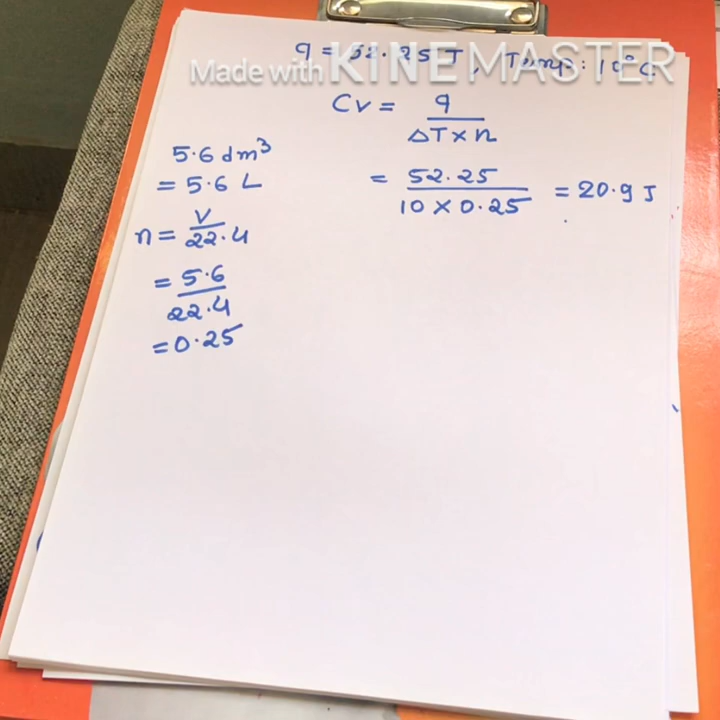 q = 52.25 J, Temp: 10°C
Made with KINEMASTER
Cv = q / ΔT × n
= 52.25 / 10 × 0.25 = 20.9 J
5.6 dm³
= 5.6 L
n = V / 22.4
= 5.6 / 22.4
= 0.25